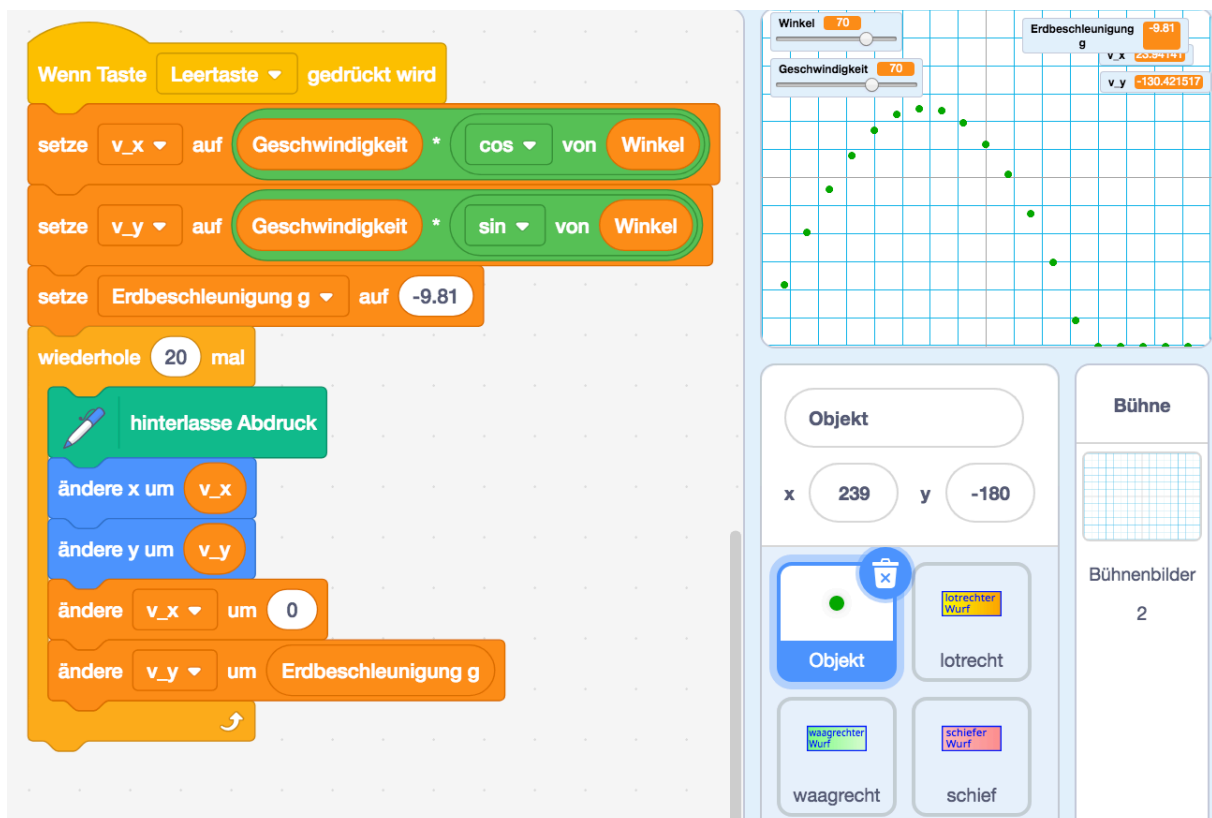 Wenn Taste Leertaste gedrückt wird
setze v_x auf Geschwindigkeit * cos von Winkel
setze v_y auf Geschwindigkeit * sin von Winkel
setze Erdbeschleunigung g auf -9.81
wiederhole 20 mal
hinterlasse Abdruck
ändere x um v_x
ändere y um v_y
ändere v_x um 0
ändere v_y um Erdbeschleunigung g
Winkel 70
Geschwindigkeit 70
Erdbeschleunigung
g
-9.81
v_x 23.94141
v_y -130.421517
Objekt
x 239 y -180
Bühne
Bühnenbilder
2
Objekt
lotrechter
Wurf
lotrecht
waagrechter
Wurf
waagrecht
schiefer
Wurf
schief